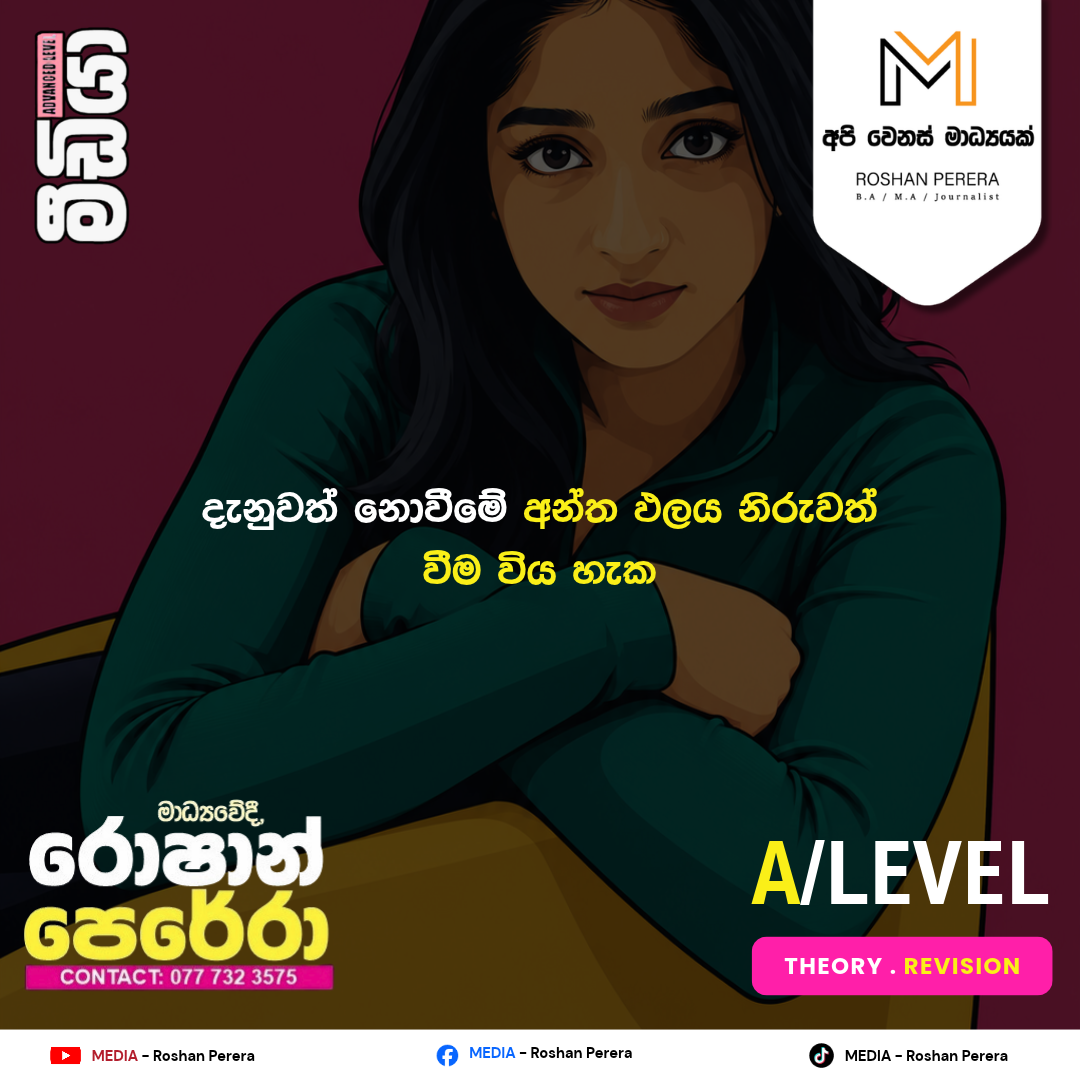 මීඩියා
ADVANCED LEVEL
අපි වෙනස් මාධ්‍යයක්
ROSHAN PERERA
B.A / M.A / Journalist
දැනුවත් නොවීමේ අන්ත ඵලය නිරුවත්
වීම විය හැක
මාධ්‍යවේදී,
රොෂාන්
පෙරේරා
CONTACT: 077 732 3575
A/LEVEL
THEORY . REVISION
MEDIA - Roshan Perera
MEDIA - Roshan Perera
MEDIA - Roshan Perera